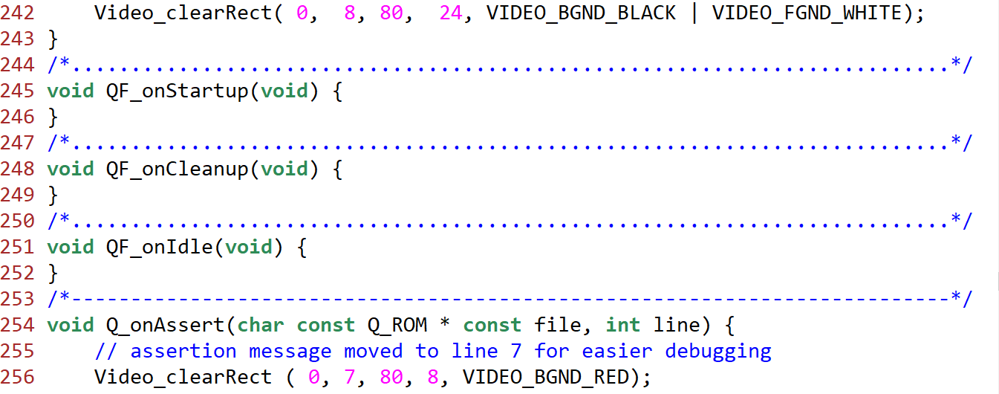 242     Video_clearRect( 0,  8, 80,  24, VIDEO_BGND_BLACK | VIDEO_FGND_WHITE);
243 }
244 /*..........................................................................*/
245 void QF_onStartup(void) {
246 }
247 /*..........................................................................*/
248 void QF_onCleanup(void) {
249 }
250 /*..........................................................................*/
251 void QF_onIdle(void) {
252 }
253 /*--------------------------------------------------------------------------*/
254 void Q_onAssert(char const Q_ROM * const file, int line) {
255     // assertion message moved to line 7 for easier debugging
256     Video_clearRect ( 0, 7, 80, 8, VIDEO_BGND_RED);